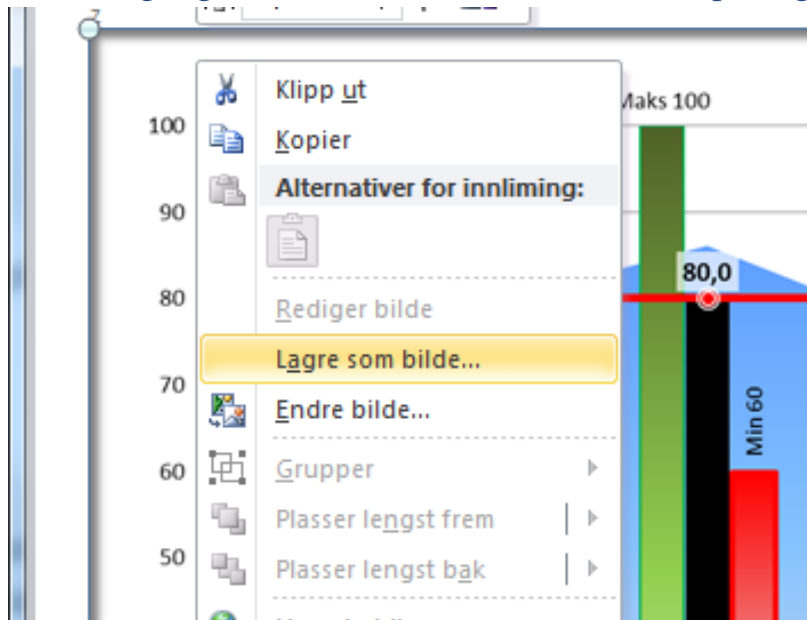 Klipp ut
Maks 100
100
Kopier
Alternativer for innliming:
90
80,0
80
Rediger bilde
Lagre som bilde...
70
Endre bilde...
Min 60
60
Grupper
Plasser lengst frem
50
Plasser lengst bak